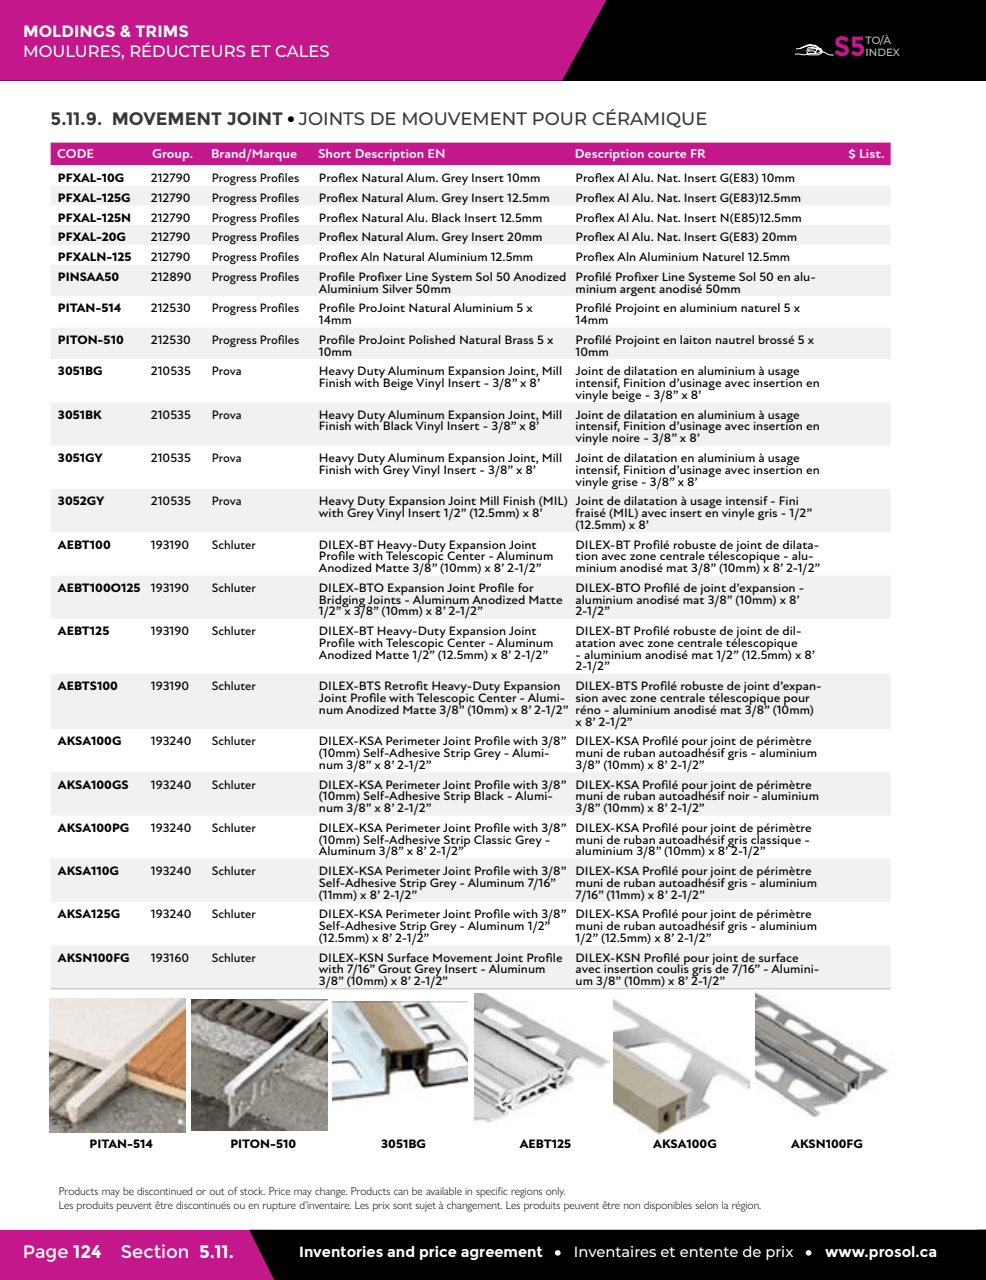 MOLDINGS & TRIMS
MOULURES, RÉDUCTEURS ET CALES
S5 TO/À INDEX
5.11.9. MOVEMENT JOINT • JOINTS DE MOUVEMENT POUR CÉRAMIQUE
CODE Group. Brand/Marque Short Description EN Description courte FR $ List.
PFXAL-10G 212790 Progress Profiles Proflex Natural Alum. Grey Insert 10mm Proflex Al Alu. Nat. Insert G(E83) 10mm
PFXAL-125G 212790 Progress Profiles Proflex Natural Alum. Grey Insert 12.5mm Proflex Al Alu. Nat. Insert G(E83)12.5mm
PFXAL-125N 212790 Progress Profiles Proflex Natural Alu. Black Insert 12.5mm Proflex Al Alu. Nat. Insert N(E85)12.5mm
PFXAL-20G 212790 Progress Profiles Proflex Natural Alum. Grey Insert 20mm Proflex Al Alu. Nat. Insert G(E83) 20mm
PFXALN-125 212790 Progress Profiles Proflex Aln Natural Aluminium 12.5mm Proflex Aln Aluminium Naturel 12.5mm
PINSAA50 212890 Progress Profiles Profile Profixer Line System Sol 50 Anodized Profilé Profixer Line Systeme Sol 50 en alu-
Aluminium Silver 50mm minium argent anodisé 50mm
PITAN-514 212530 Progress Profiles Profile ProJoint Natural Aluminium 5 x Profilé Projoint en aluminium naturel 5 x
14mm 14mm
PITON-510 212530 Progress Profiles Profile ProJoint Polished Natural Brass 5 x Profilé Projoint en laiton nautrel brossé 5 x
10mm 10mm
3051BG 210535 Prova Heavy Duty Aluminum Expansion Joint, Mill Joint de dilatation en aluminium à usage
Finish with Beige Vinyl Insert - 3/8” x 8’ intensif, Finition d’usinage avec insertion en
vinyle beige - 3/8” x 8’
3051BK 210535 Prova Heavy Duty Aluminum Expansion Joint, Mill Joint de dilatation en aluminium à usage
Finish with Black Vinyl Insert - 3/8” x 8’ intensif, Finition d’usinage avec insertion en
vinyle noire - 3/8” x 8’
3051GY 210535 Prova Heavy Duty Aluminum Expansion Joint, Mill Joint de dilatation en aluminium à usage
Finish with Grey Vinyl Insert - 3/8” x 8’ intensif, Finition d’usinage avec insertion en
vinyle grise - 3/8” x 8’
3052GY 210535 Prova Heavy Duty Expansion Joint Mill Finish (MIL) Joint de dilatation à usage intensif - Fini
with Grey Vinyl Insert 1/2” (12.5mm) x 8’ fraisé (MIL) avec insert en vinyle gris - 1/2”
(12.5mm) x 8’
AEBT100 193190 Schluter DILEX-BT Heavy-Duty Expansion Joint DILEX-BT Profilé robuste de joint de dilata-
Profile with Telescopic Center - Aluminum tion avec zone centrale télescopique - alu-
Anodized Matte 3/8” (10mm) x 8’ 2-1/2” minium anodisé mat 3/8” (10mm) x 8’ 2-1/2”
AEBT100O125 193190 Schluter DILEX-BTO Expansion Joint Profile for DILEX-BTO Profilé de joint d’expansion -
Bridging Joints - Aluminum Anodized Matte aluminium anodisé mat 3/8” (10mm) x 8’
1/2” x 3/8” (10mm) x 8’ 2-1/2” 2-1/2”
AEBT125 193190 Schluter DILEX-BT Heavy-Duty Expansion Joint DILEX-BT Profilé robuste de joint de dil-
Profile with Telescopic Center - Aluminum atation avec zone centrale télescopique
Anodized Matte 1/2” (12.5mm) x 8’ 2-1/2” - aluminium anodisé mat 1/2” (12.5mm) x 8’
2-1/2”
AEBTS100 193190 Schluter DILEX-BTS Retrofit Heavy-Duty Expansion DILEX-BTS Profilé robuste de joint d’expan-
Joint Profile with Telescopic Center - Alumi- sion avec zone centrale télescopique pour
num Anodized Matte 3/8” (10mm) x 8’ 2-1/2” réno - aluminium anodisé mat 3/8” (10mm)
x 8’ 2-1/2”
AKSA100G 193240 Schluter DILEX-KSA Perimeter Joint Profile with 3/8” DILEX-KSA Profilé pour joint de périmètre
(10mm) Self-Adhesive Strip Grey - Alumi- muni de ruban autoadhésif gris - aluminium
num 3/8” x 8’ 2-1/2” 3/8” (10mm) x 8’ 2-1/2”
AKSA100GS 193240 Schluter DILEX-KSA Perimeter Joint Profile with 3/8” DILEX-KSA Profilé pour joint de périmètre
(10mm) Self-Adhesive Strip Black - Alumi- muni de ruban autoadhésif noir - aluminium
num 3/8” x 8’ 2-1/2” 3/8” (10mm) x 8’ 2-1/2”
AKSA100PG 193240 Schluter DILEX-KSA Perimeter Joint Profile with 3/8” DILEX-KSA Profilé pour joint de périmètre
(10mm) Self-Adhesive Strip Classic Grey - muni de ruban autoadhésif gris classique -
Aluminum 3/8” x 8’ 2-1/2” aluminium 3/8” (10mm) x 8’ 2-1/2”
AKSA110G 193240 Schluter DILEX-KSA Perimeter Joint Profile with 3/8” DILEX-KSA Profilé pour joint de périmètre
Self-Adhesive Strip Grey - Aluminum 7/16” muni de ruban autoadhésif gris - aluminium
(11mm) x 8’ 2-1/2” 7/16” (11mm) x 8’ 2-1/2”
AKSA125G 193240 Schluter DILEX-KSA Perimeter Joint Profile with 3/8” DILEX-KSA Profilé pour joint de périmètre
Self-Adhesive Strip Grey - Aluminum 1/2” muni de ruban autoadhésif gris - aluminium
(12.5mm) x 8’ 2-1/2” 1/2” (12.5mm) x 8’ 2-1/2”
AKSN100FG 193160 Schluter DILEX-KSN Surface Movement Joint Profile DILEX-KSN Profilé pour joint de surface
with 7/16” Grout Grey Insert - Aluminum avec insertion coulis gris de 7/16” - Alumini-
3/8” (10mm) x 8’ 2-1/2” um 3/8” (10mm) x 8’ 2-1/2”
PITAN-514 PITON-510 3051BG AEBT125 AKSA100G AKSN100FG
Products may be discontinued or out of stock. Price may change. Products can be available in specific regions only.
Les produits peuvent être discontinués ou en rupture d’inventaire. Les prix sont sujet à changement. Les produits peuvent être non disponibles selon la région.
Page 124 Section 5.11. Inventories and price agreement • Inventaires et entente de prix • www.prosol.ca